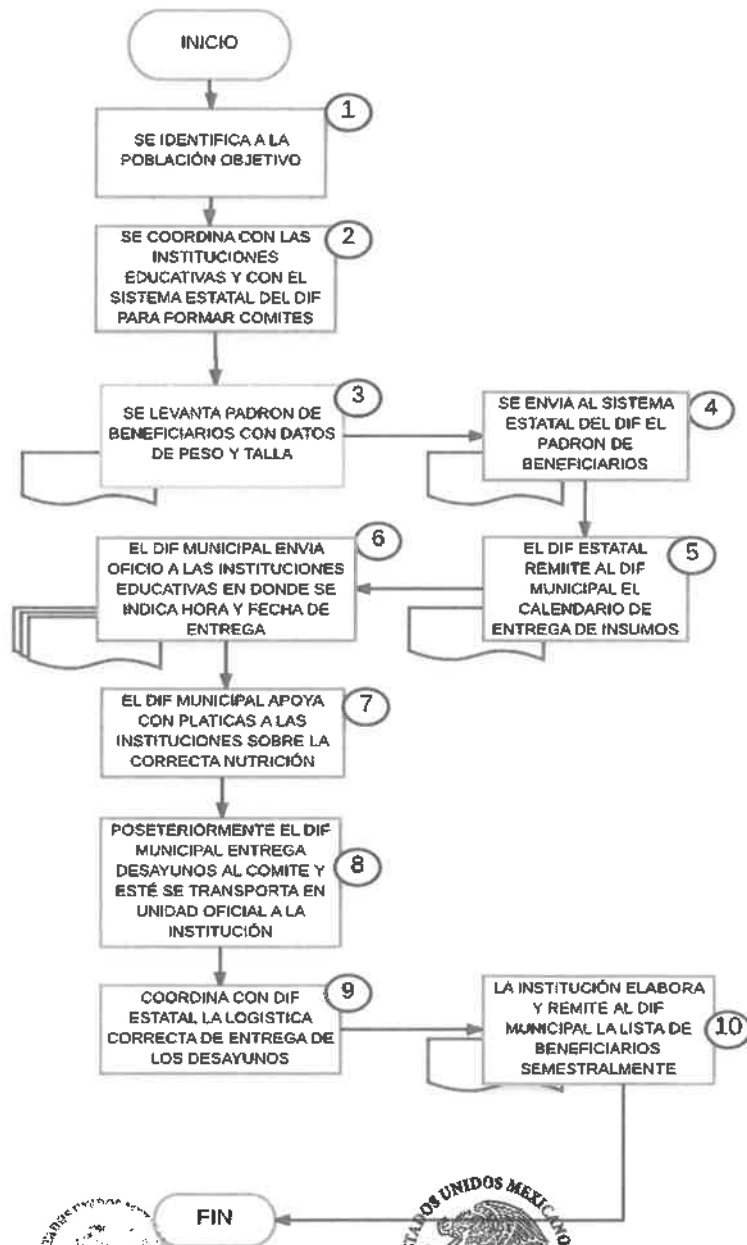 INICIO
1
SE IDENTIFICA A LA
POBLACIÓN OBJETIVO
2
SE COORDINA CON LAS
INSTITUCIONES
EDUCATIVAS Y CON EL
SISTEMA ESTATAL DEL DIF
PARA FORMAR COMITES
3
SE LEVANTA PADRON DE
BENEFICIARIOS CON DATOS
DE PESO Y TALLA
4
SE ENVIA AL SISTEMA
ESTATAL DEL DIF EL
PADRON DE
BENEFICIARIOS
5
EL DIF ESTATAL
REMITE AL DIF
MUNICIPAL EL
CALENDARIO DE
ENTREGA DE INSUMOS
6
EL DIF MUNICIPAL ENVIA
OFICIO A LAS INSTITUCIONES
EDUCATIVAS EN DONDE SE
INDICA HORA Y FECHA DE
ENTREGA
7
EL DIF MUNICIPAL APOYA
CON PLATICAS A LAS
INSTITUCIONES SOBRE LA
CORRECTA NUTRICIÓN
POSETERIORMENTE EL DIF
MUNICIPAL ENTREGA
DESAYUNOS AL COMITE Y
ESTÉ SE TRANSPORTA EN
UNIDAD OFICIAL A LA
INSTITUCIÓN
8
9
COORDINA CON DIF
ESTATAL LA LOGISTICA
CORRECTA DE ENTREGA DE
LOS DESAYUNOS
LA INSTITUCIÓN ELABORA
Y REMITE AL DIF
MUNICIPAL LA LISTA DE
BENEFICIARIOS
SEMESTRALMENTE
10
FIN
UNIDOS